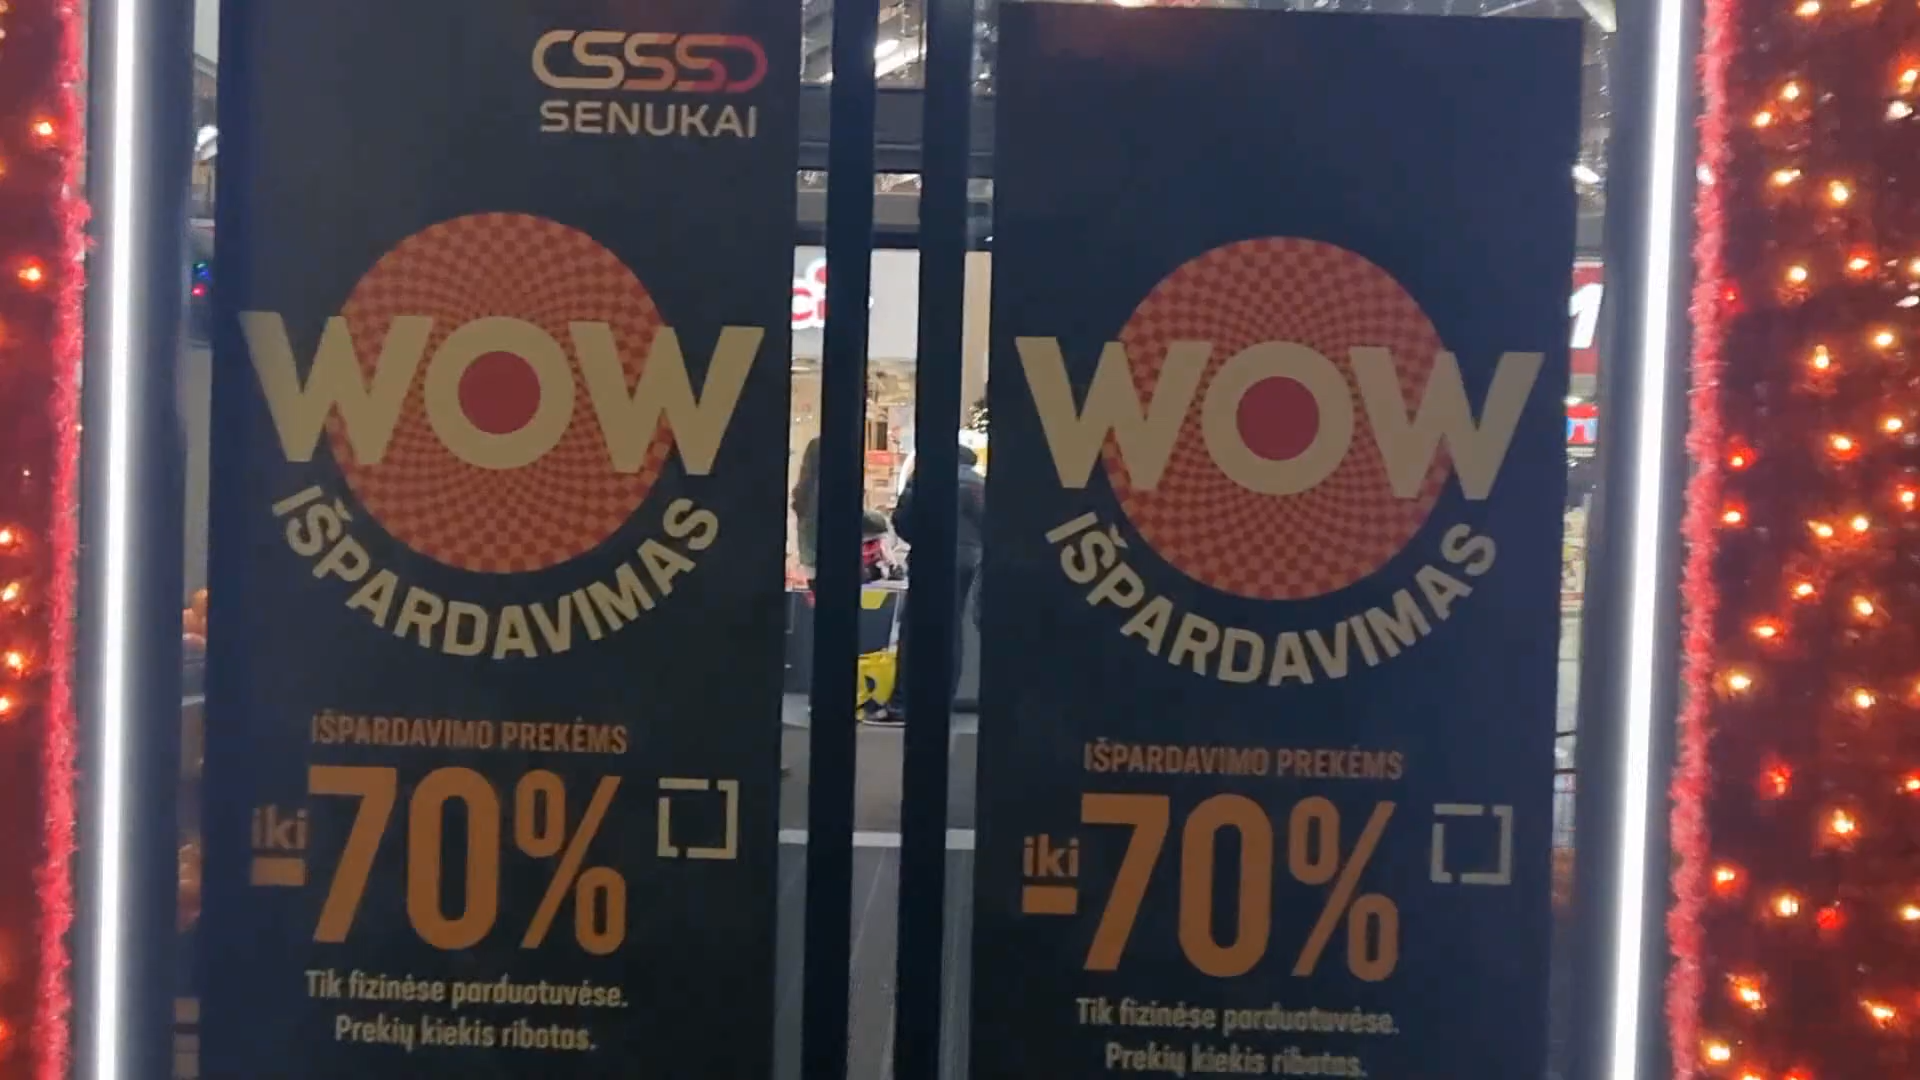 SENUKAI
WOW
IŠPARDAVIMAS
IŠPARDAVIMO PREKĖMS
iki
-70%
Tik fizinėse parduotuvėse.
Prekių kiekis ribotas.
WOW
IŠPARDAVIMAS
IŠPARDAVIMO PREKĖMS
iki
-70%
Tik fizinėse parduotuvėse.
Prekių kiekis ribotas.